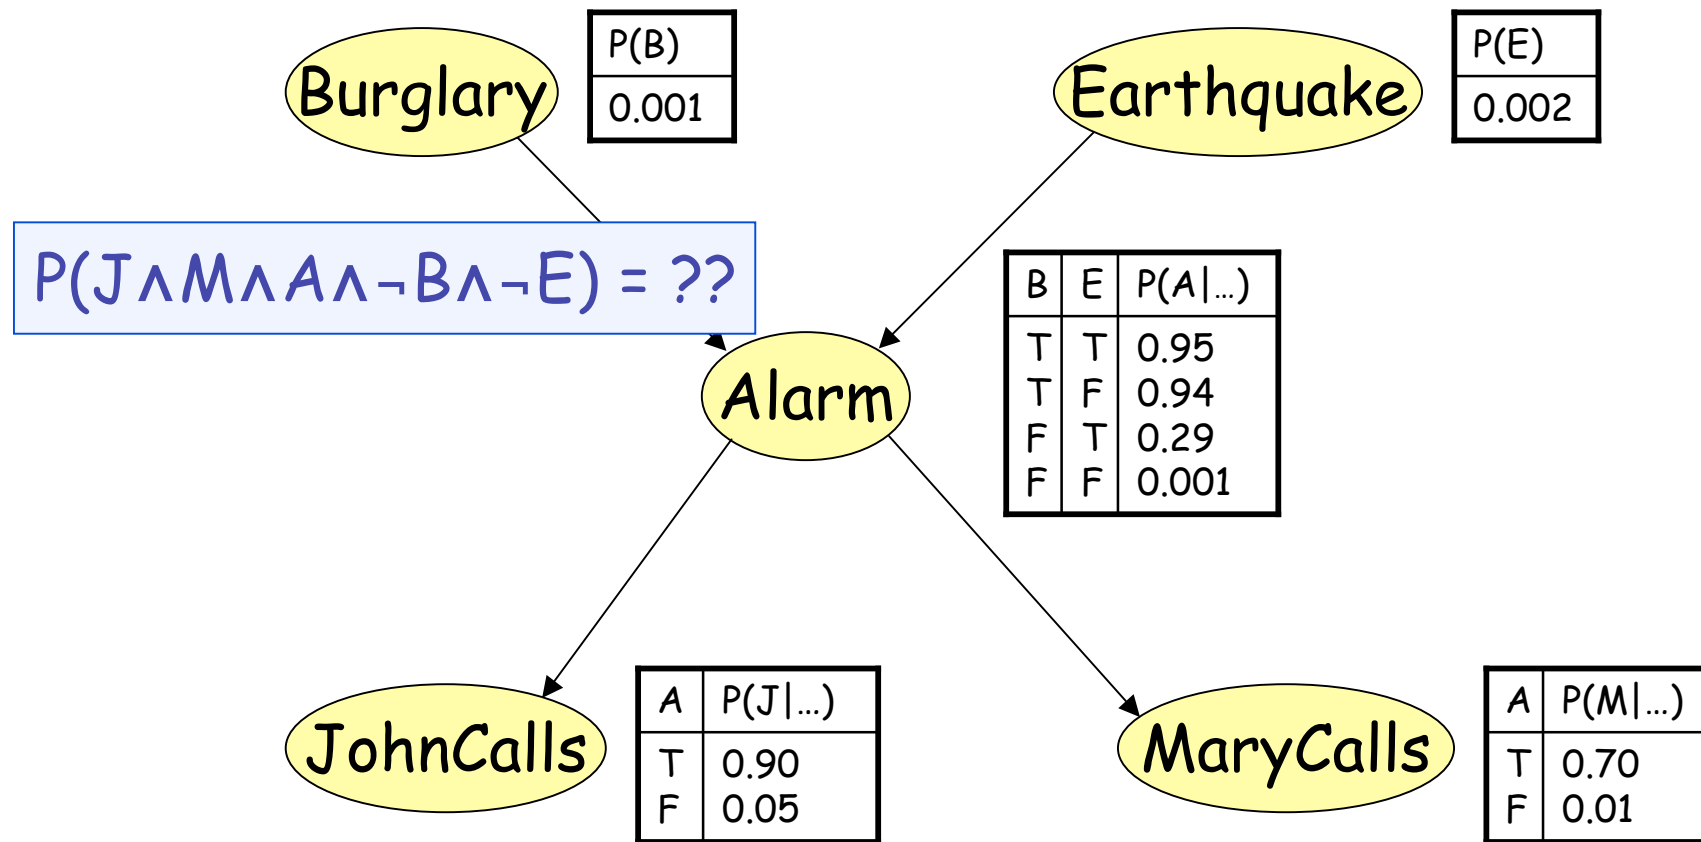 Burglary
P(B)
0.001
Earthquake
P(E)
0.002
P(J∧M∧A∧¬B∧¬E) = ??
B E P(A|…)
T T 0.95
T F 0.94
F T 0.29
F F 0.001
Alarm
JohnCalls
A P(J|…)
T 0.90
F 0.05
MaryCalls
A P(M|…)
T 0.70
F 0.01